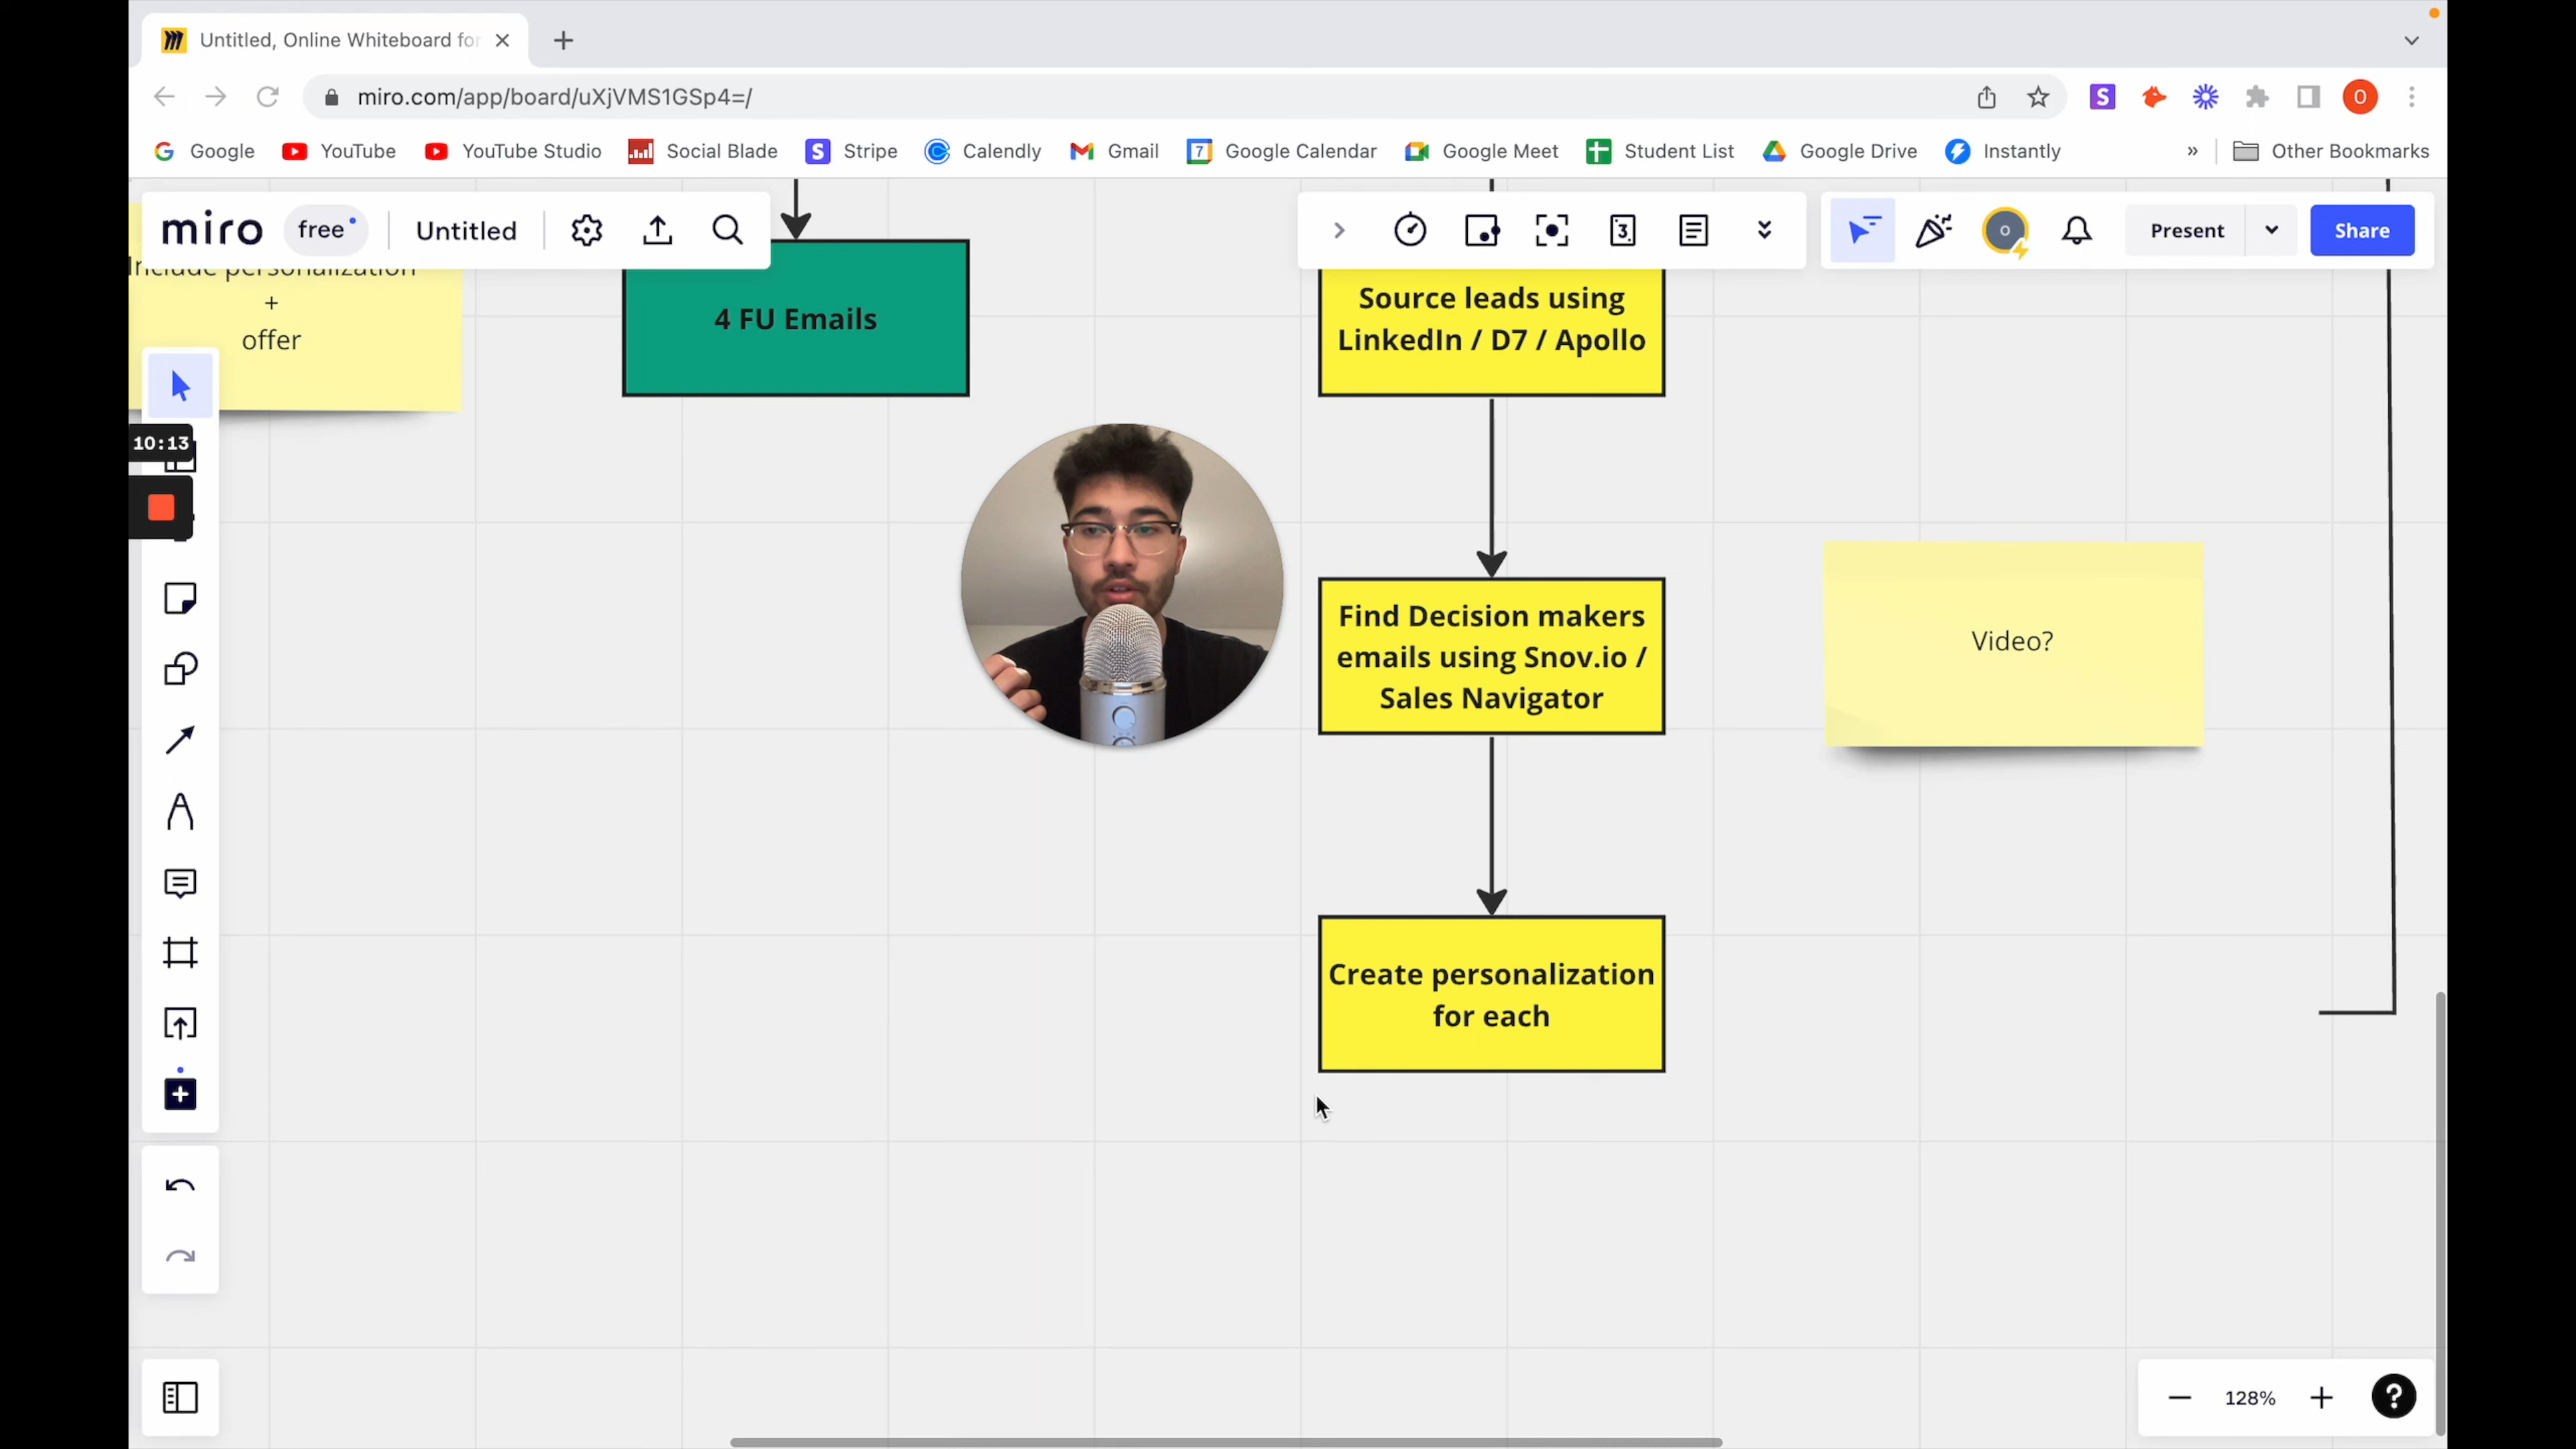 Untitled, Online Whiteboard for
miro.com/app/board/uXjVMS1GSp4=/
Google
YouTube
YouTube Studio
Social Blade
Stripe
Calendly
Gmail
7
Google Calendar
Google Meet
Student List
Google Drive
Instantly
»
Other Bookmarks
miro
free
Untitled
Present
Share
Include personalization
+
offer
4 FU Emails
Source leads using
LinkedIn / D7 / Apollo
10:13
Find Decision makers
emails using Snov.io /
Sales Navigator
Video?
Create personalization
for each
128%